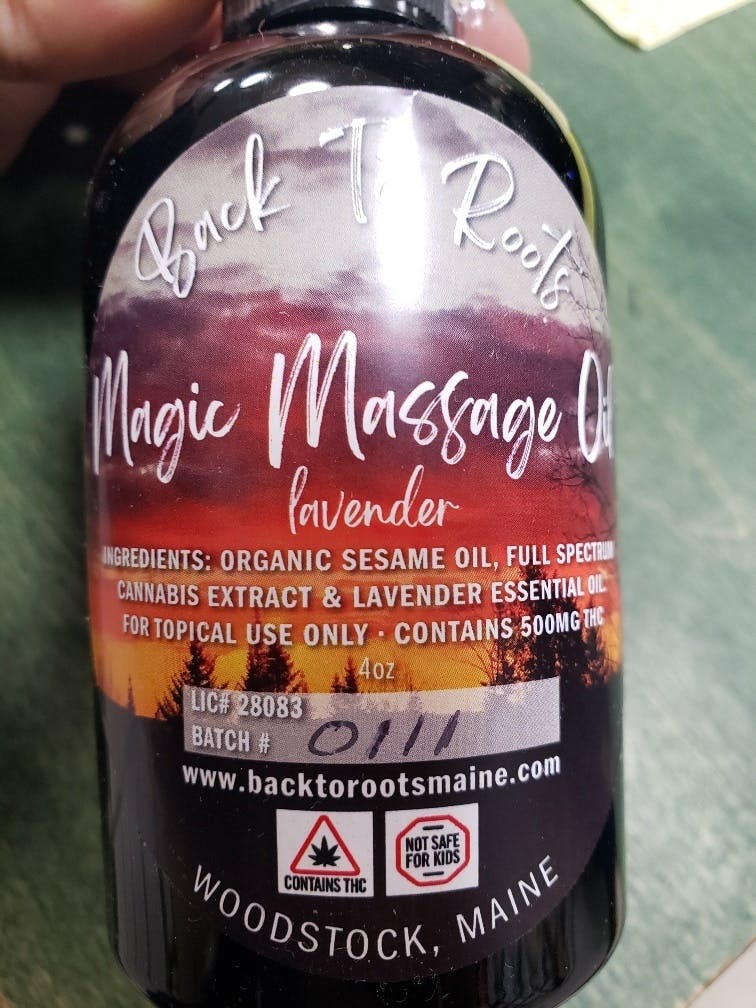 Back To Roots
Magic Massage Oil
lavender
INGREDIENTS: ORGANIC SESAME OIL, FULL SPECTRUM
CANNABIS EXTRACT & LAVENDER ESSENTIAL OIL.
FOR TOPICAL USE ONLY · CONTAINS 500MG THC
4oz
LIC# 28083
BATCH # 0111
www.backtorootsmaine.com
CONTAINS THC
NOT SAFE
FOR KIDS
WOODSTOCK, MAINE